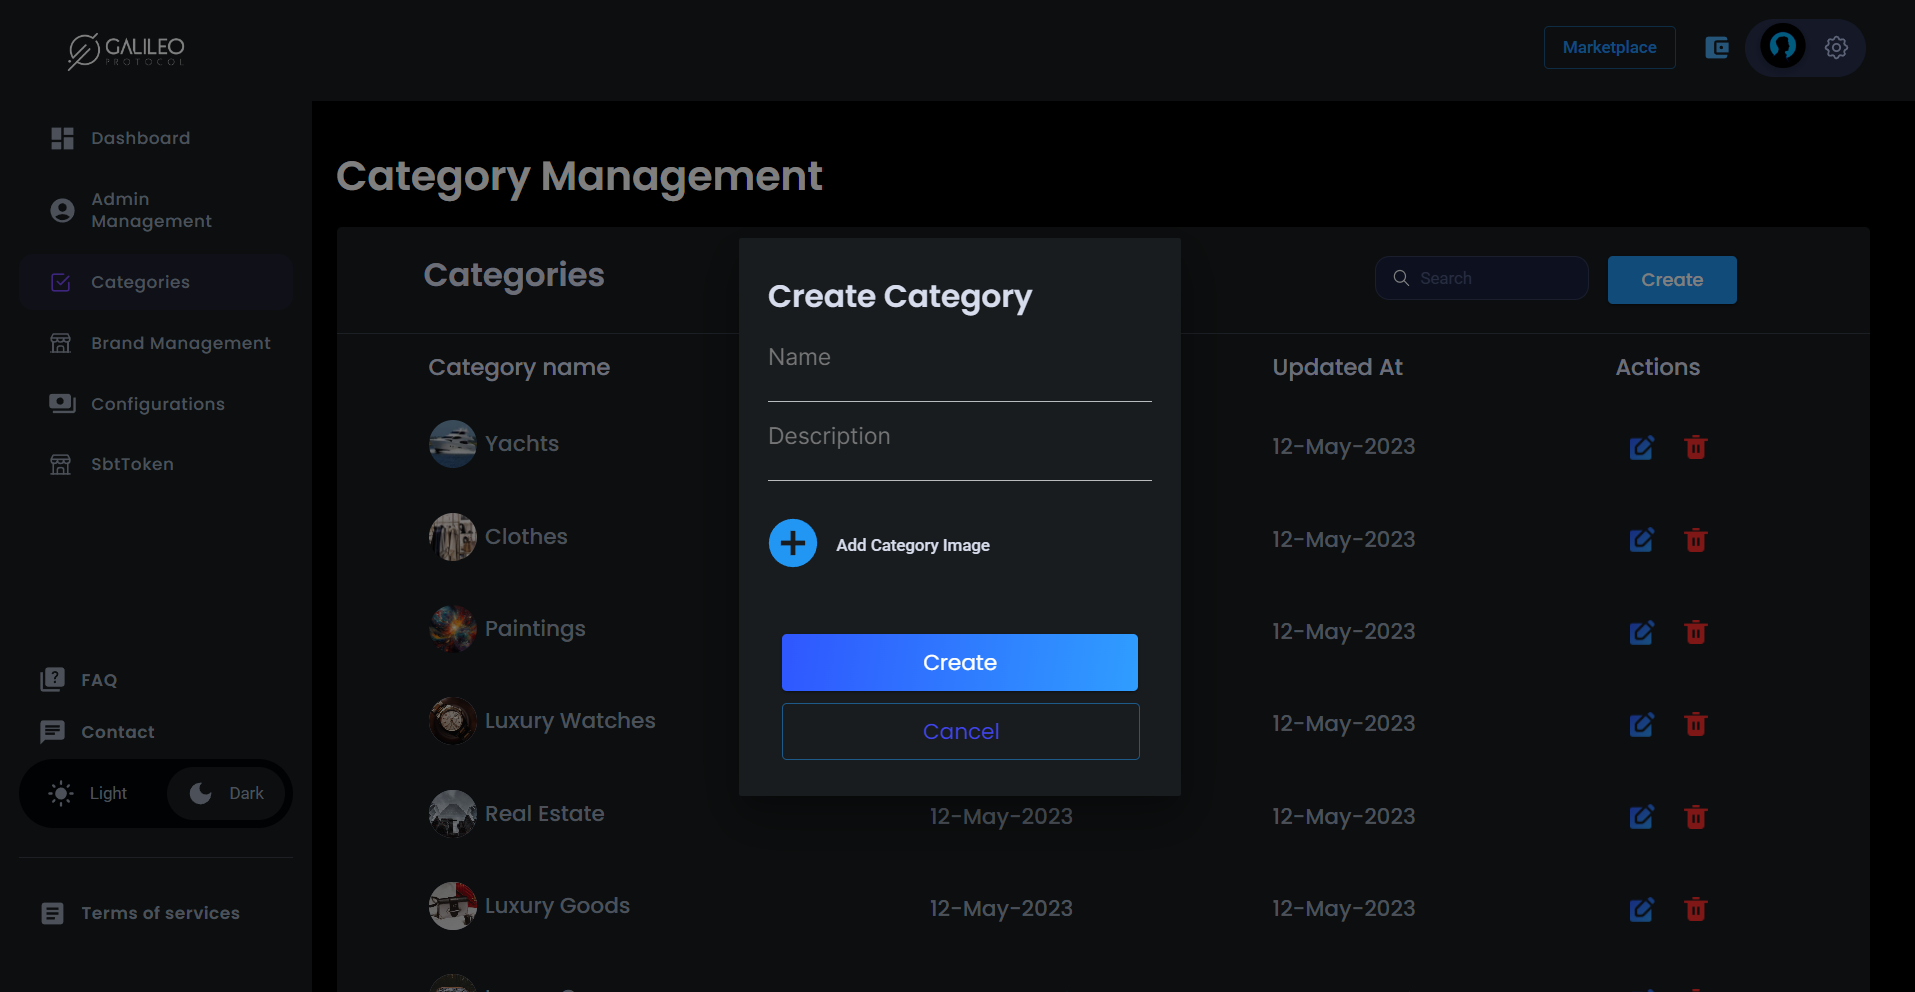 GALILEO
PROTOCOL
Marketplace
Dashboard
Admin
Management
Categories
Brand Management
Configurations
SbtToken
FAQ
Contact
Light
Dark
Terms of services
Category Management
Categories
Search
Create
Category name
Updated At
Actions
Yachts
12-May-2023
Clothes
12-May-2023
Paintings
12-May-2023
Luxury Watches
12-May-2023
Real Estate
12-May-2023
12-May-2023
Luxury Goods
12-May-2023
12-May-2023
Create Category
Name
Description
Add Category Image
Create
Cancel